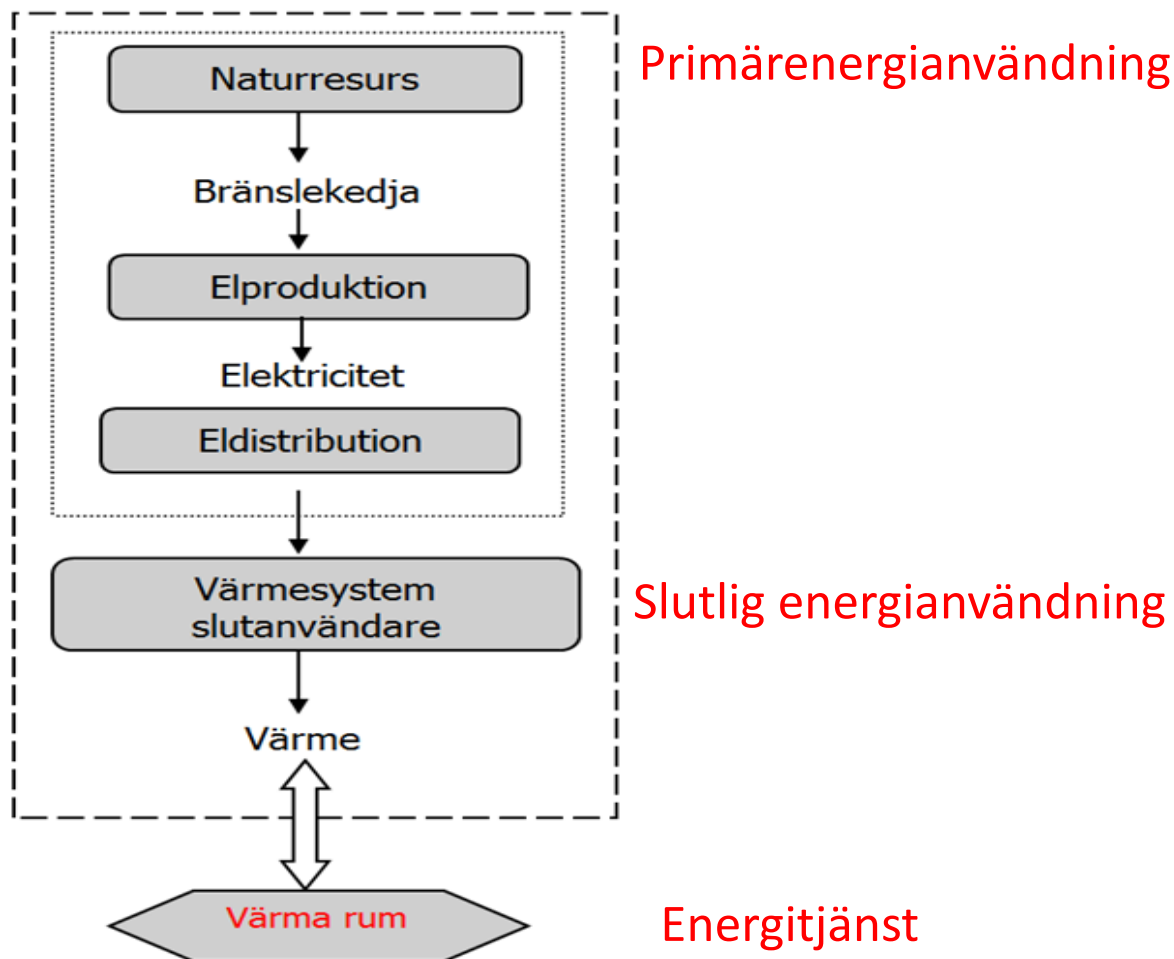 Naturresurs
Primärenergianvändning
Bränslekedja
Elproduktion
Elektricitet
Eldistribution
Värmesystem
slutanvändare
Slutlig energianvändning
Värme
Värma rum
Energitjänst